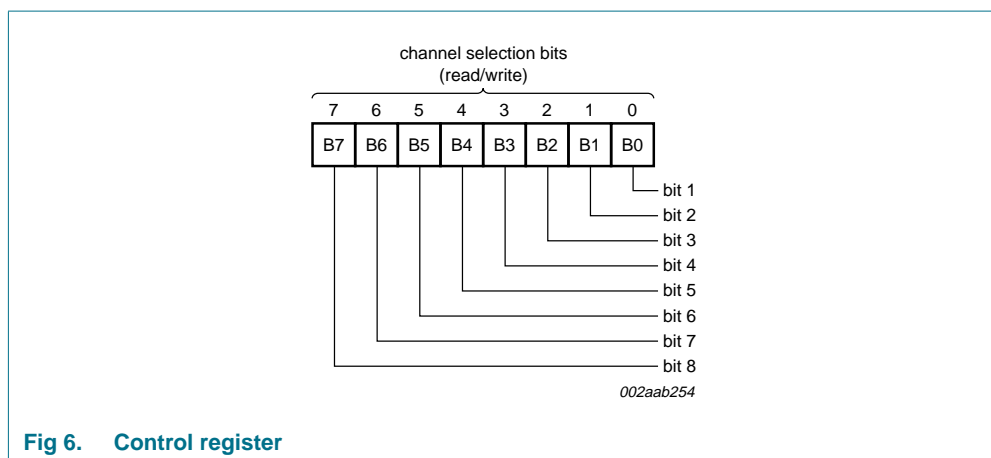 channel selection bits
(read/write)
7 6 5 4 3 2 1 0
B7 B6 B5 B4 B3 B2 B1 B0
bit 1
bit 2
bit 3
bit 4
bit 5
bit 6
bit 7
bit 8
002aab254
Fig 6. Control register